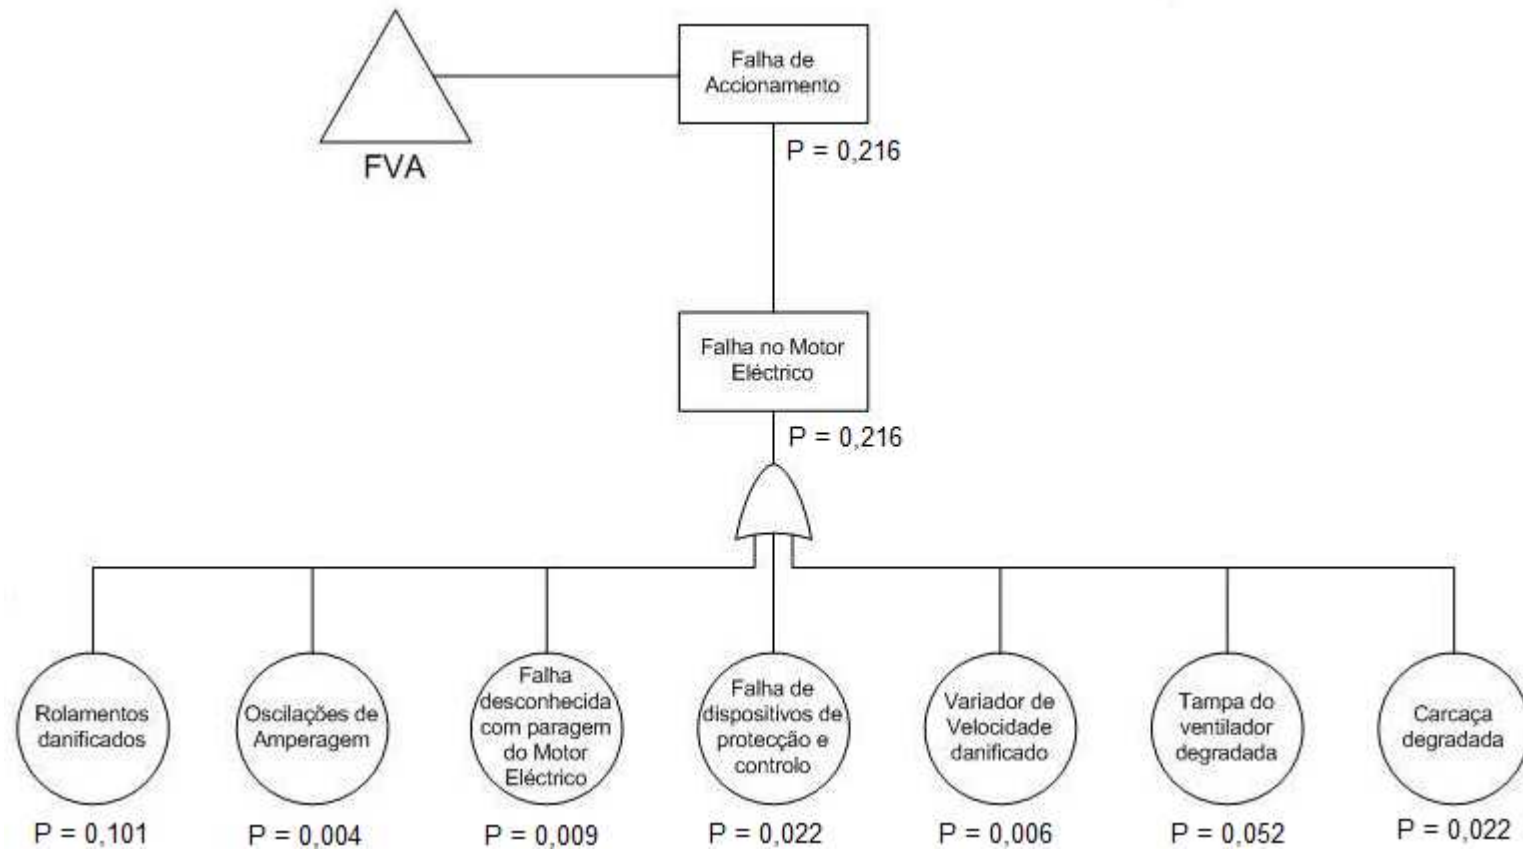 Falha de
Accionamento
P = 0,216
FVA
Falha no Motor
Eléctrico
P = 0,216
Rolamentos
danificados
P = 0,101
Oscilações de
Amperagem
P = 0,004
Falha
desconhecida
com paragem
do Motor
Eléctrico
P = 0,009
Falha de
dispositivos de
protecção e
controlo
P = 0,022
Variador de
Velocidade
danificado
P = 0,006
Tampa do
ventilador
degradada
P = 0,052
Carcaça
degradada
P = 0,022